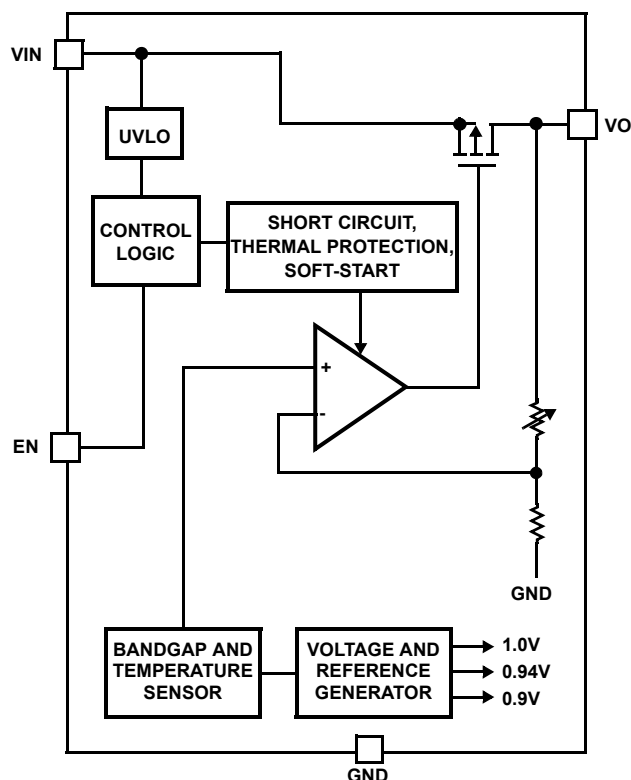 VIN
UVLO
VO
CONTROL
LOGIC
SHORT CIRCUIT,
THERMAL PROTECTION,
SOFT-START
+
-
EN
GND
BANDGAP AND
TEMPERATURE
SENSOR
VOLTAGE AND
REFERENCE
GENERATOR
1.0V
0.94V
0.9V
GND